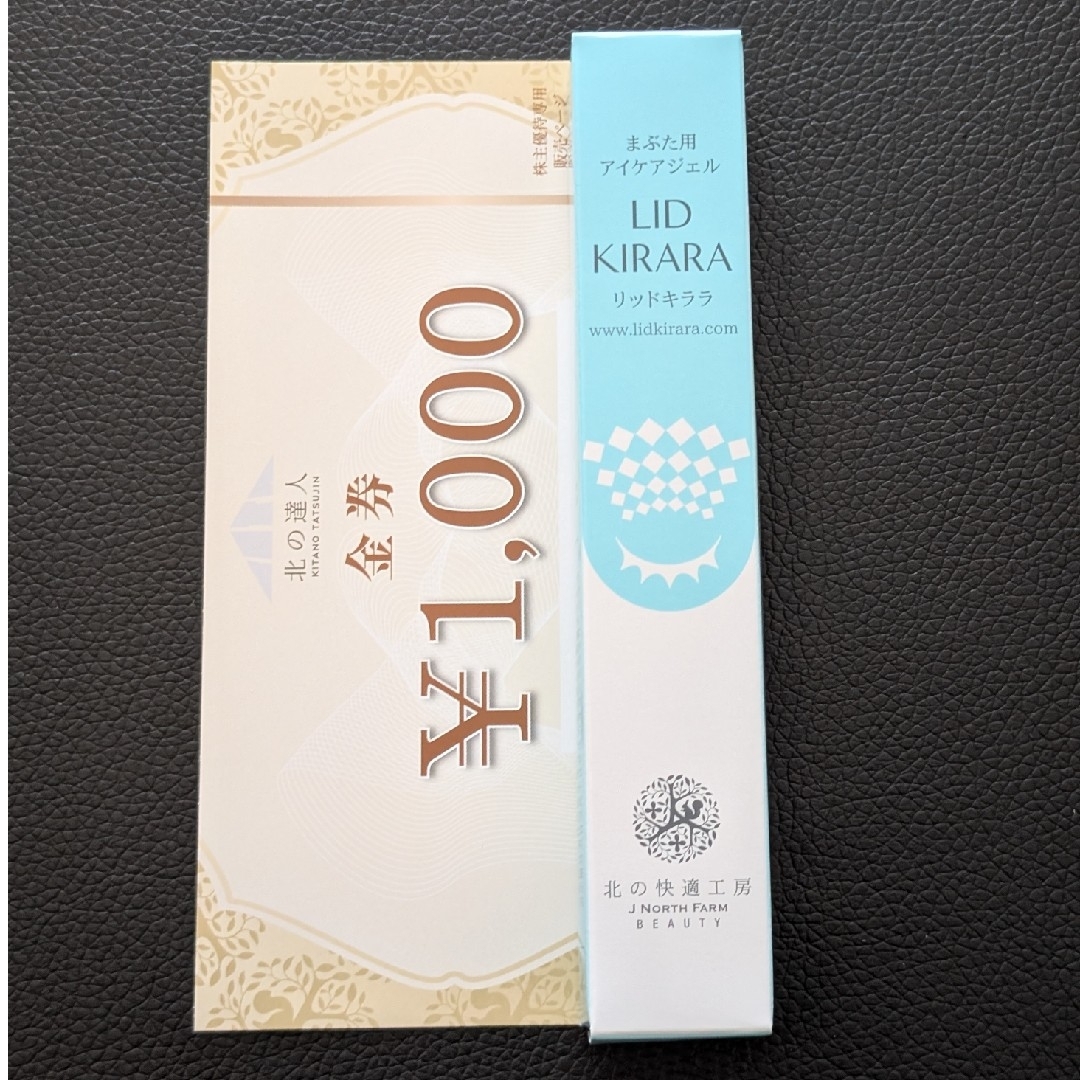 株主優待専用
販売ページ
北の達人
KITANO TATSUJIN
金券
¥1,000
まぶた用
アイケアジェル
LID
KIRARA
リッドキララ
www.lidkirara.com
北の快適工房
J NORTH FARM
BEAUTY